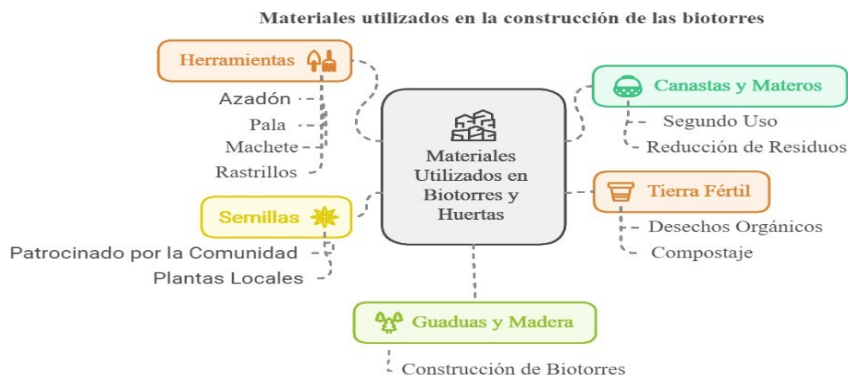 Materiales utilizados en la construcción de las biotorres
Herramientas
Azadón
Pala
Machete
Rastrillos
Semillas
Patrocinado por la Comunidad
Plantas Locales
Materiales
Utilizados en
Biotorres y
Huertas
Canastas y Materos
Segundo Uso
Reducción de Residuos
Tierra Fértil
Desechos Orgánicos
Compostaje
Guaduas y Madera
Construcción de Biotorres